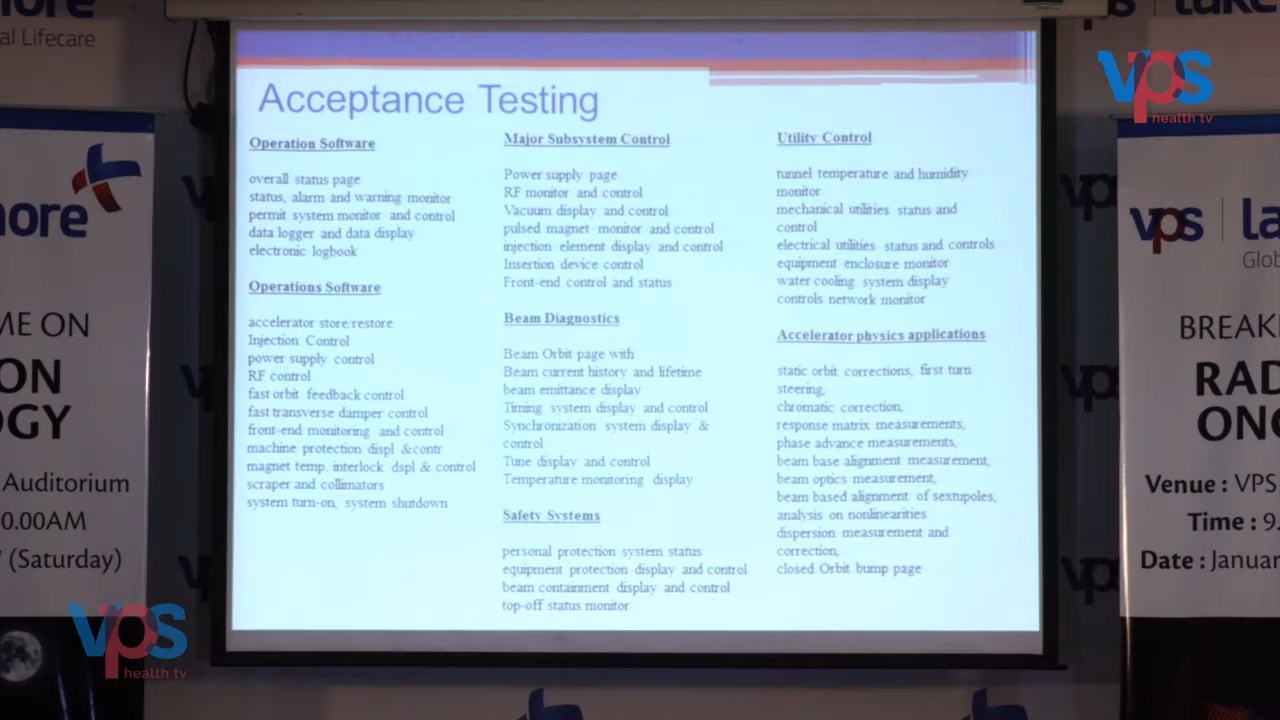 al Lifecare
Acceptance Testing
Operation Software
overall status page
status, alarm and warning monitor
permit system monitor and control
data logger and data display
electronic logbook
Operations Software
accelerator store/restore
Injection Control
power supply control
RF control
fast orbit feedback control
fast transverse damper control
front-end monitoring and control
machine protection displ &contr
magnet temp. interlock dspl & control
scraper and collimators
system turn-on, system shutdown
Major Subsystem Control
Power supply page
RF monitor and control
Vacuum display and control
pulsed magnet monitor and control
injection element display and control
Insertion device control
Front-end control and status
Beam Diagnostics
Beam Orbit page with
Beam current history and lifetime
beam emittance display
Timing system display and control
Synchronization system display &
control
Tune display and control
Temperature monitoring display
Safety Systems
personal protection system status
equipment protection display and control
beam containment display and control
top-off status monitor
Utility Control
tunnel temperature and humidity
monitor
mechanical utilities status and
control
electrical utilities status and controls
equipment enclosure monitor
water cooling system display
controls network monitor
Accelerator physics applications
static orbit corrections, first turn
steering,
chromatic correction,
response matrix measurements,
phase advance measurements,
beam base alignment measurement,
beam optics measurement,
beam based alignment of sextupoles,
analysis on nonlinearities
dispersion measurement and
correction,
closed Orbit bump page
hore
ME ON
ON
OGY
Auditorium
0.00AM
(Saturday)
vps
health tv
vps
health tv
vps la
Glob
BREAK
RAD
ONC
Venue : VPS
Time : 9.
Date : Januar